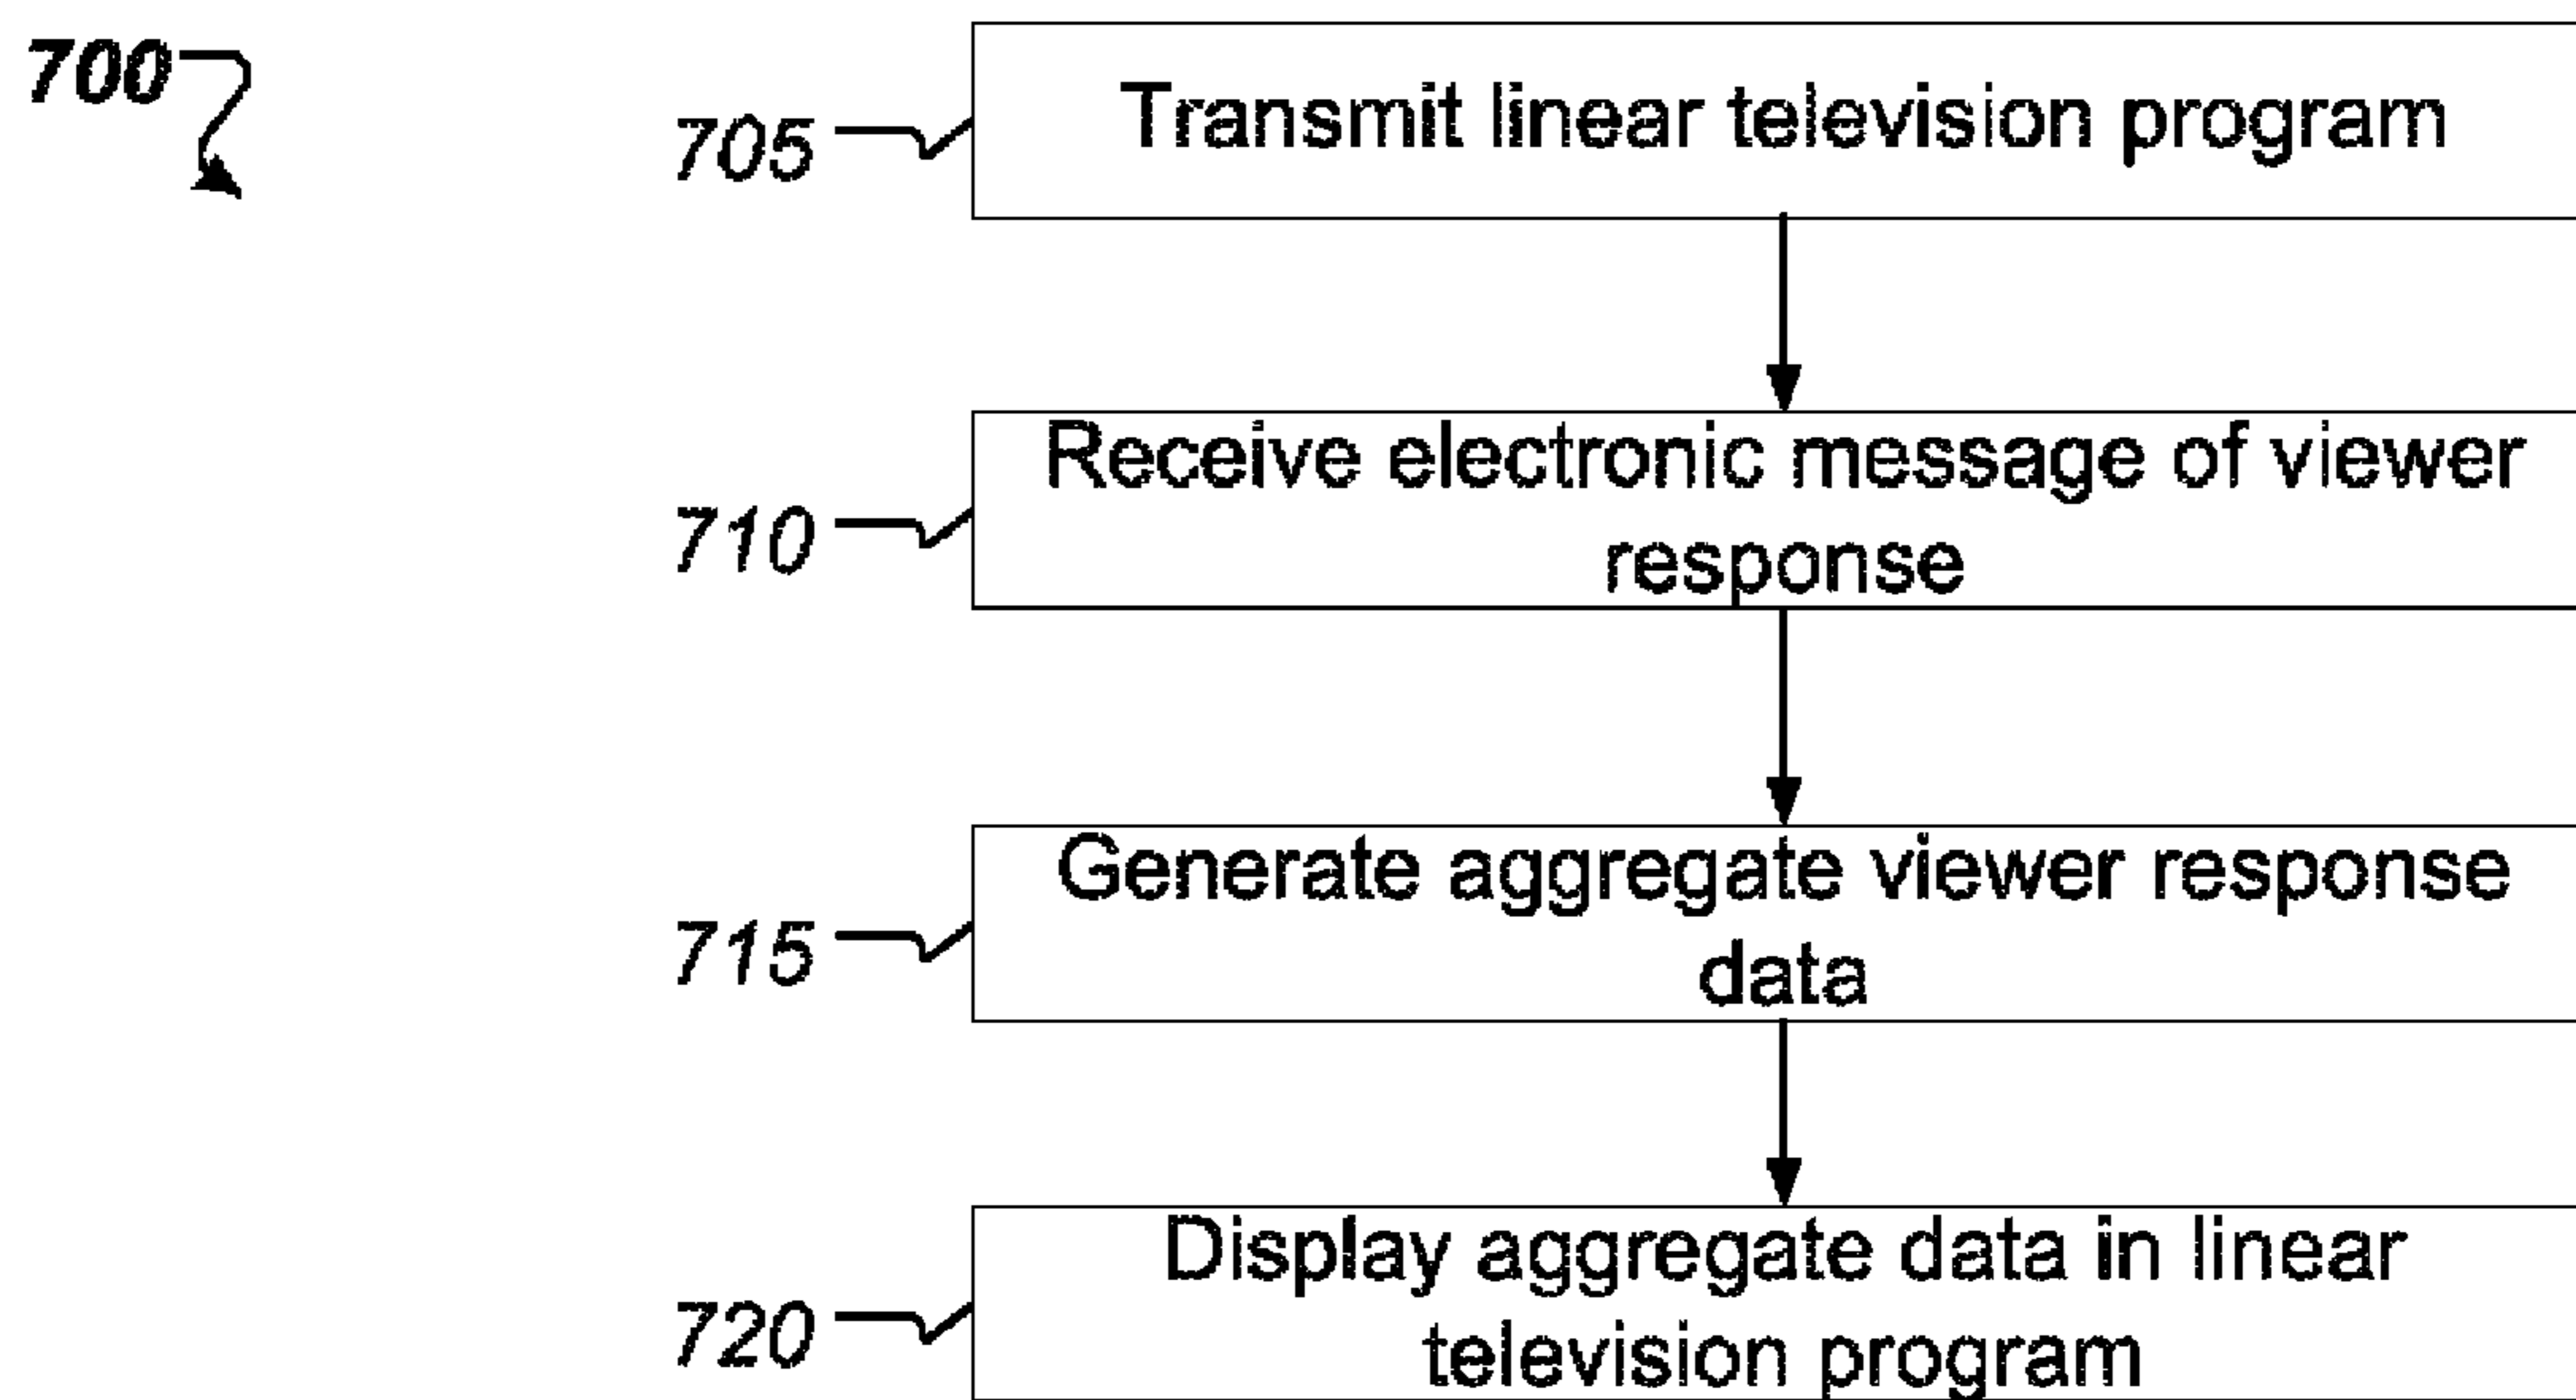 700
705
Transmit linear television program
710
Receive electronic message of viewer
response
715
Generate aggregate viewer response
data
720
Display aggregate data in linear
television program